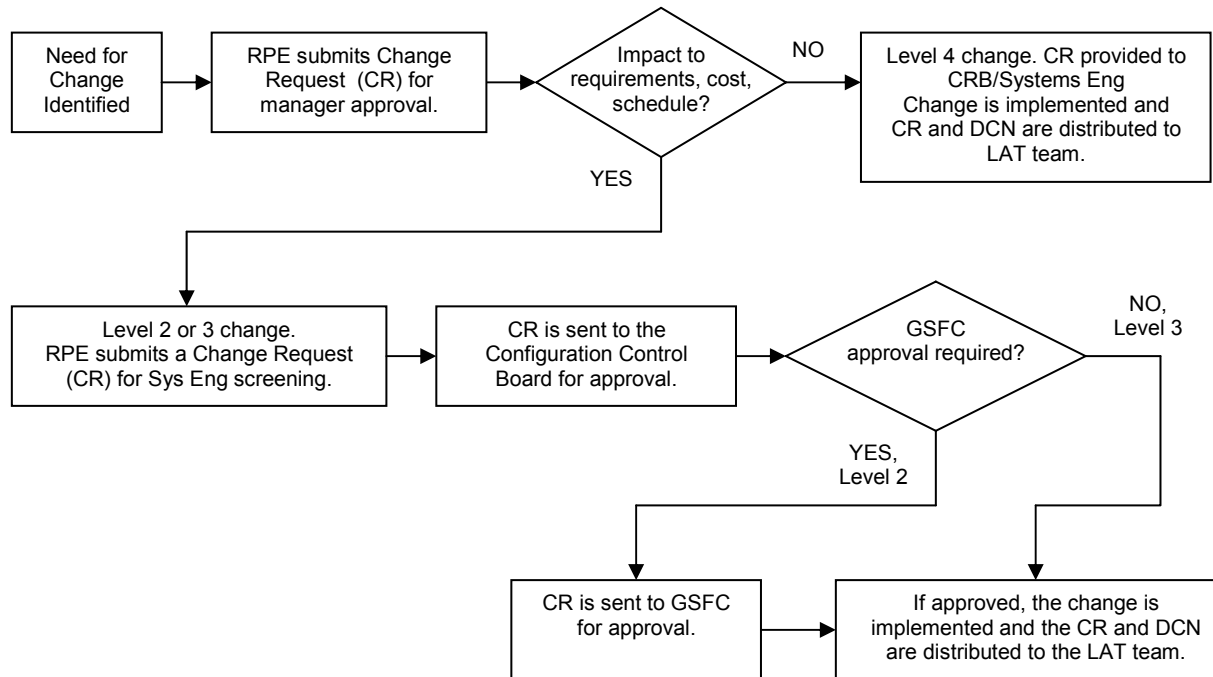 Need for
Change
Identified
RPE submits Change
Request (CR) for
manager approval.
Impact to
requirements, cost,
schedule?
NO
Level 4 change. CR provided to
CRB/Systems Eng
Change is implemented and
CR and DCN are distributed to
LAT team.
YES
Level 2 or 3 change.
RPE submits a Change Request
(CR) for Sys Eng screening.
CR is sent to the
Configuration Control
Board for approval.
GSFC
approval required?
NO,
Level 3
YES,
Level 2
CR is sent to GSFC
for approval.
If approved, the change is
implemented and the CR and DCN
are distributed to the LAT team.